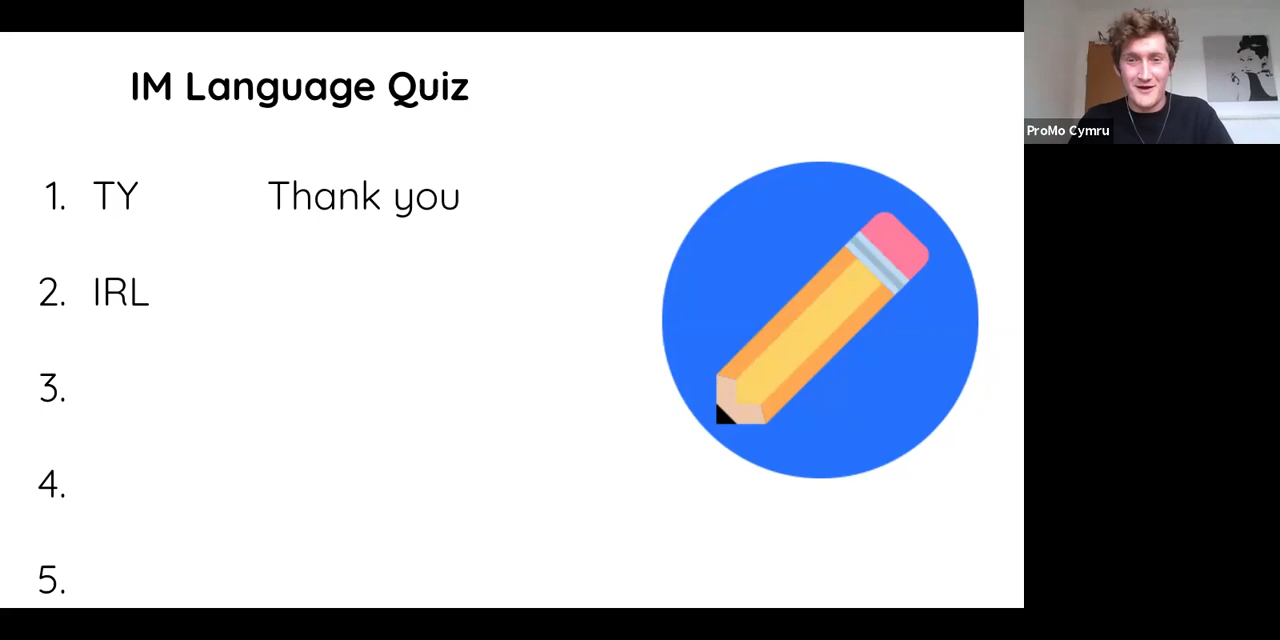 IM Language Quiz
1. TY Thank you
2. IRL
3.
4.
5.
ProMo Cymru